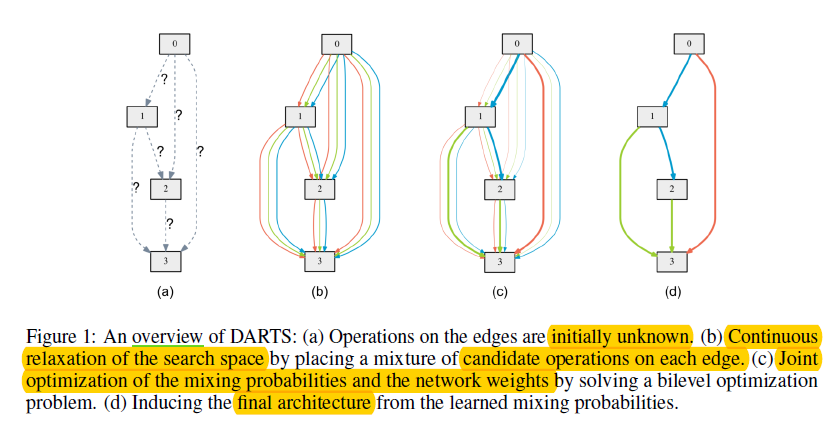 0
?
1
?
?
?
?
2
?
3
(a)
0
1
2
3
(b)
0
1
2
3
(c)
0
1
2
3
(d)
Figure 1: An overview of DARTS: (a) Operations on the edges are initially unknown. (b) Continuous
relaxation of the search space by placing a mixture of candidate operations on each edge. (c) Joint
optimization of the mixing probabilities and the network weights by solving a bilevel optimization
problem. (d) Inducing the final architecture from the learned mixing probabilities.